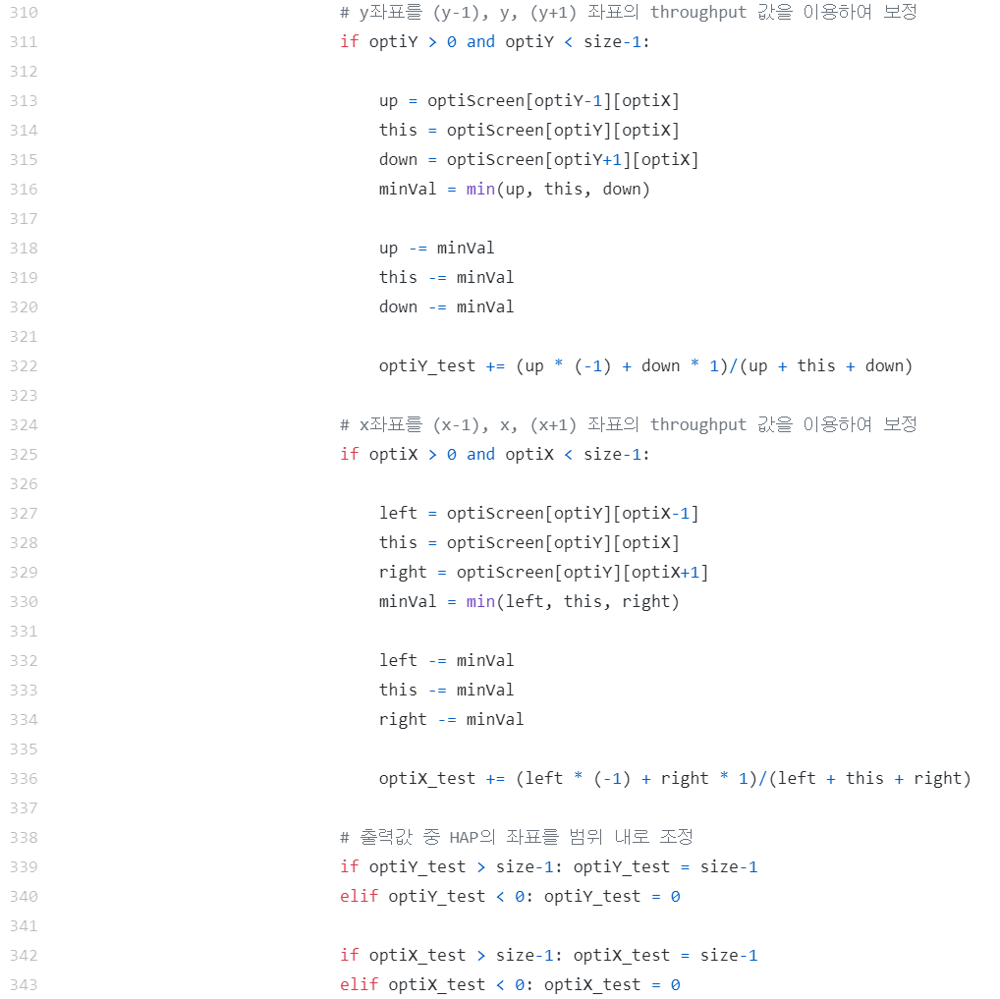 310 # y좌표를 (y-1), y, (y+1) 좌표의 throughput 값을 이용하여 보정
311 if optiY > 0 and optiY < size-1:
312
313 up = optiScreen[optiY-1][optiX]
314 this = optiScreen[optiY][optiX]
315 down = optiScreen[optiY+1][optiX]
316 minVal = min(up, this, down)
317
318 up -= minVal
319 this -= minVal
320 down -= minVal
321
322 optiY_test += (up * (-1) + down * 1)/(up + this + down)
323
324 # x좌표를 (x-1), x, (x+1) 좌표의 throughput 값을 이용하여 보정
325 if optiX > 0 and optiX < size-1:
326
327 left = optiScreen[optiY][optiX-1]
328 this = optiScreen[optiY][optiX]
329 right = optiScreen[optiY][optiX+1]
330 minVal = min(left, this, right)
331
332 left -= minVal
333 this -= minVal
334 right -= minVal
335
336 optiX_test += (left * (-1) + right * 1)/(left + this + right)
337
338 # 출력값 중 HAP의 좌표를 범위 내로 조정
339 if optiY_test > size-1: optiY_test = size-1
340 elif optiY_test < 0: optiY_test = 0
341
342 if optiX_test > size-1: optiX_test = size-1
343 elif optiX_test < 0: optiX_test = 0